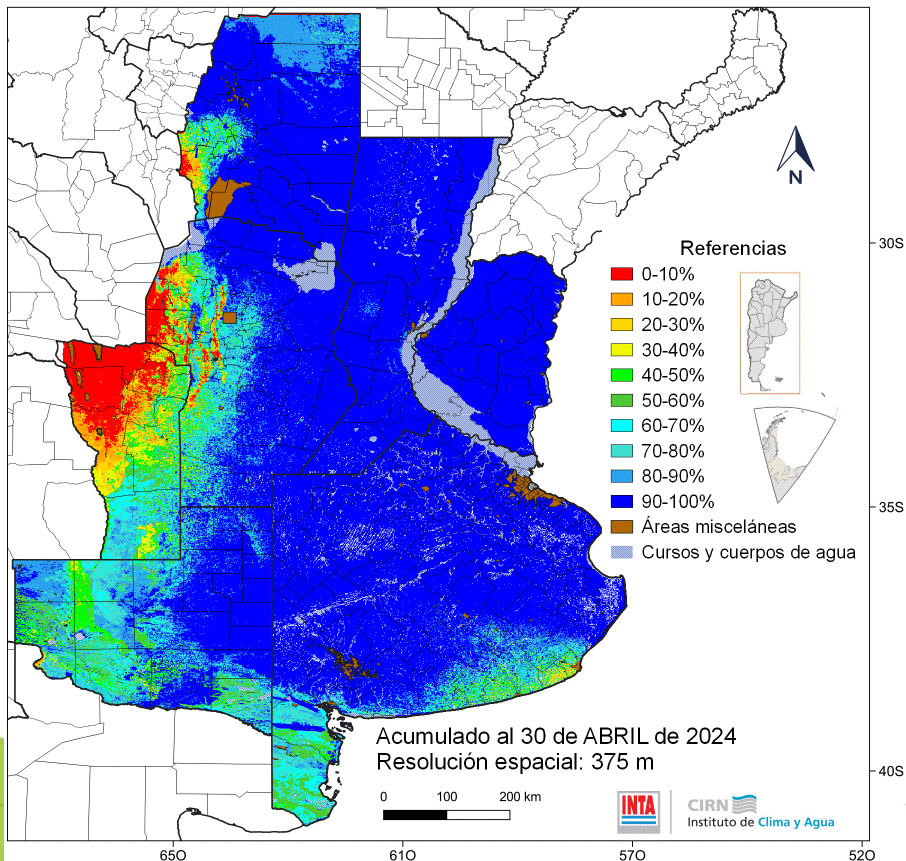 N
30S
Referencias
0-10%
10-20%
20-30%
30-40%
40-50%
50-60%
60-70%
70-80%
80-90%
90-100%
Áreas misceláneas
Cursos y cuerpos de agua
35S
Acumulado al 30 de ABRIL de 2024
Resolución espacial: 375 m
40S
0 100 200 km
INTA
CIRN
Instituto de Clima y Agua
65O 61O 57O 52O